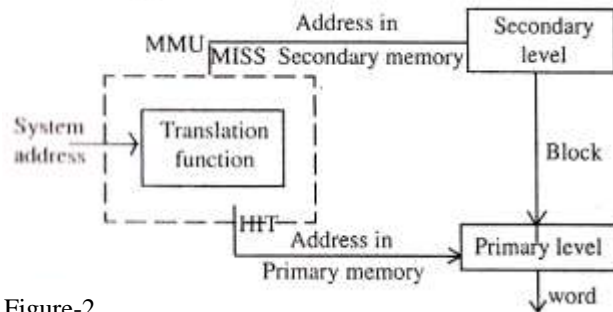 Address in
MMU
MISS Secondary memory
Secondary
level
System
address
Translation
function
Block
HIT
Address in
Primary memory
Primary level
word
Figure-2